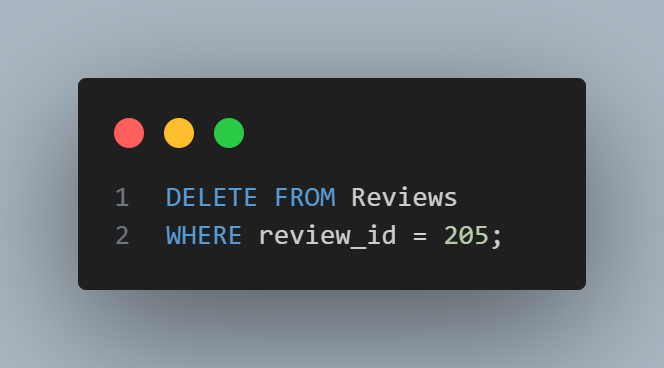 1 DELETE FROM Reviews
2 WHERE review_id = 205;